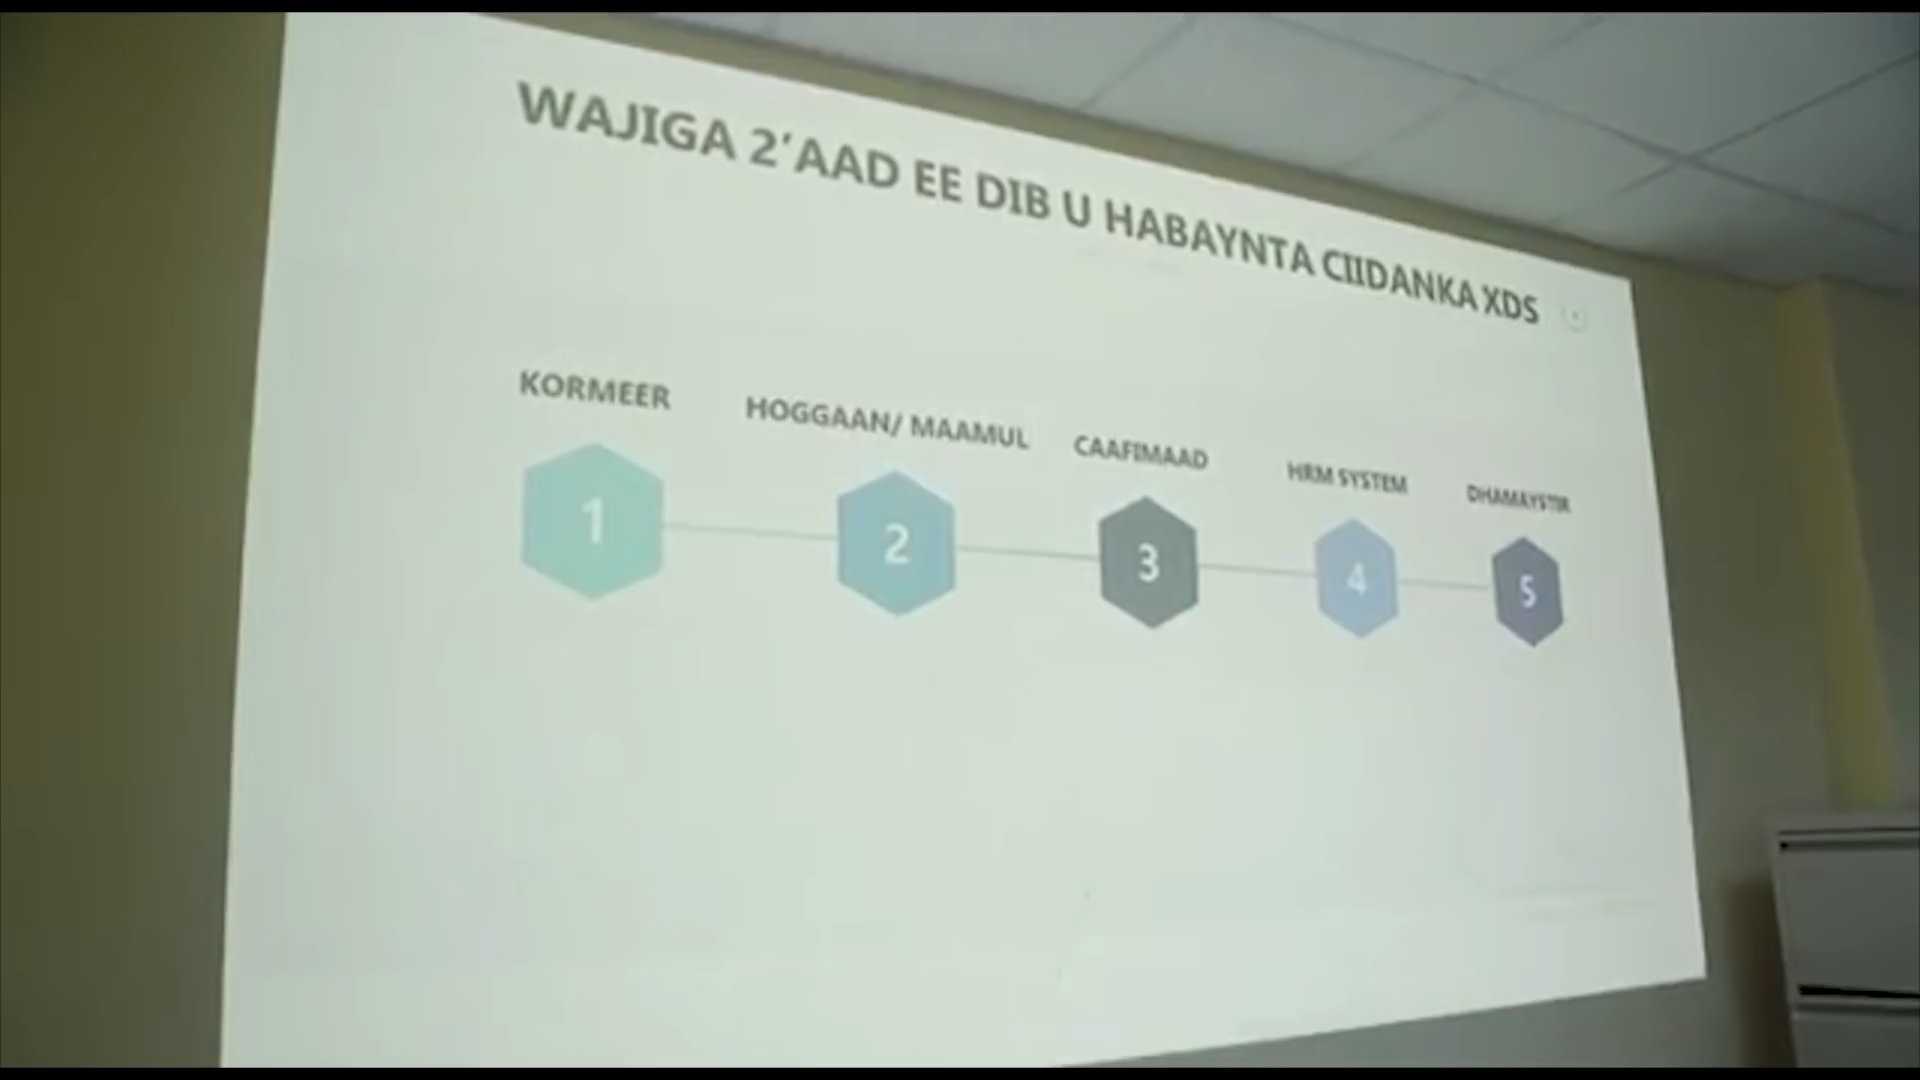 WAJIGA 2'AAD EE DIB U HABAYNTA CIIDANKA XDS
KORMEER
HOGGAAN/ MAAMUL
CAAFIMAAD
HRM SYSTEM
DHAMAYSTIR
1
2
3
4
5